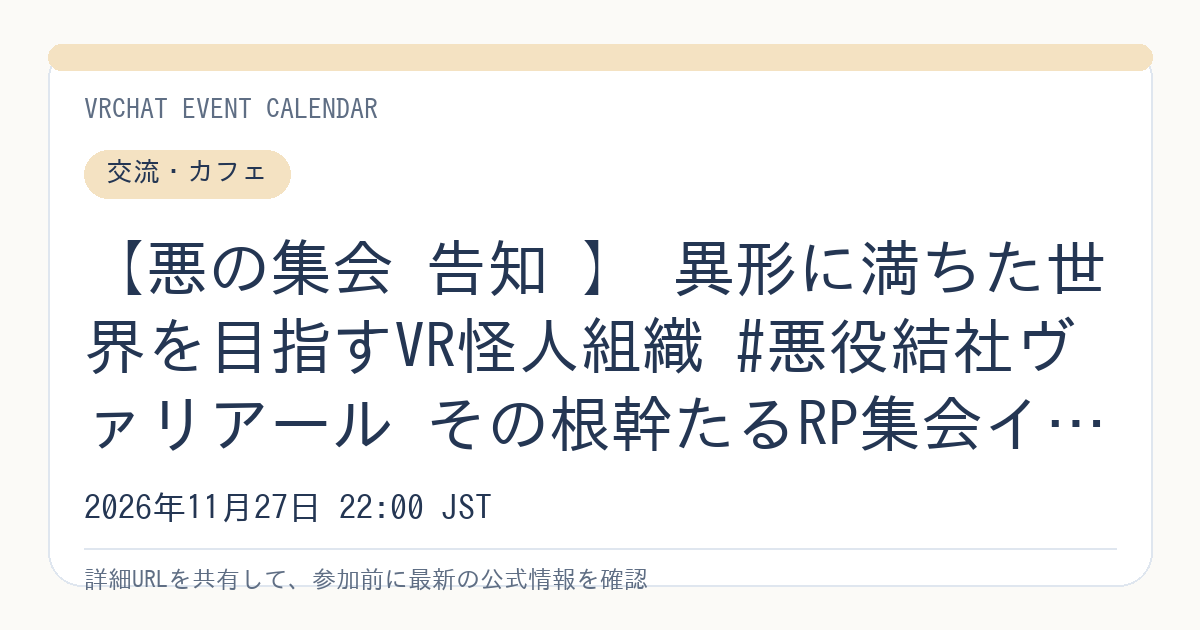 VRCHAT EVENT CALENDAR
交流・カフェ
【悪の集会 告知 】 異形に満ちた世
界を目指すVR怪人組織 #悪役結社ヴ
ァリアール その根幹たるRP集会イ…
2026年11月27日 22:00 JST
詳細URLを共有して、参加前に最新の公式情報を確認